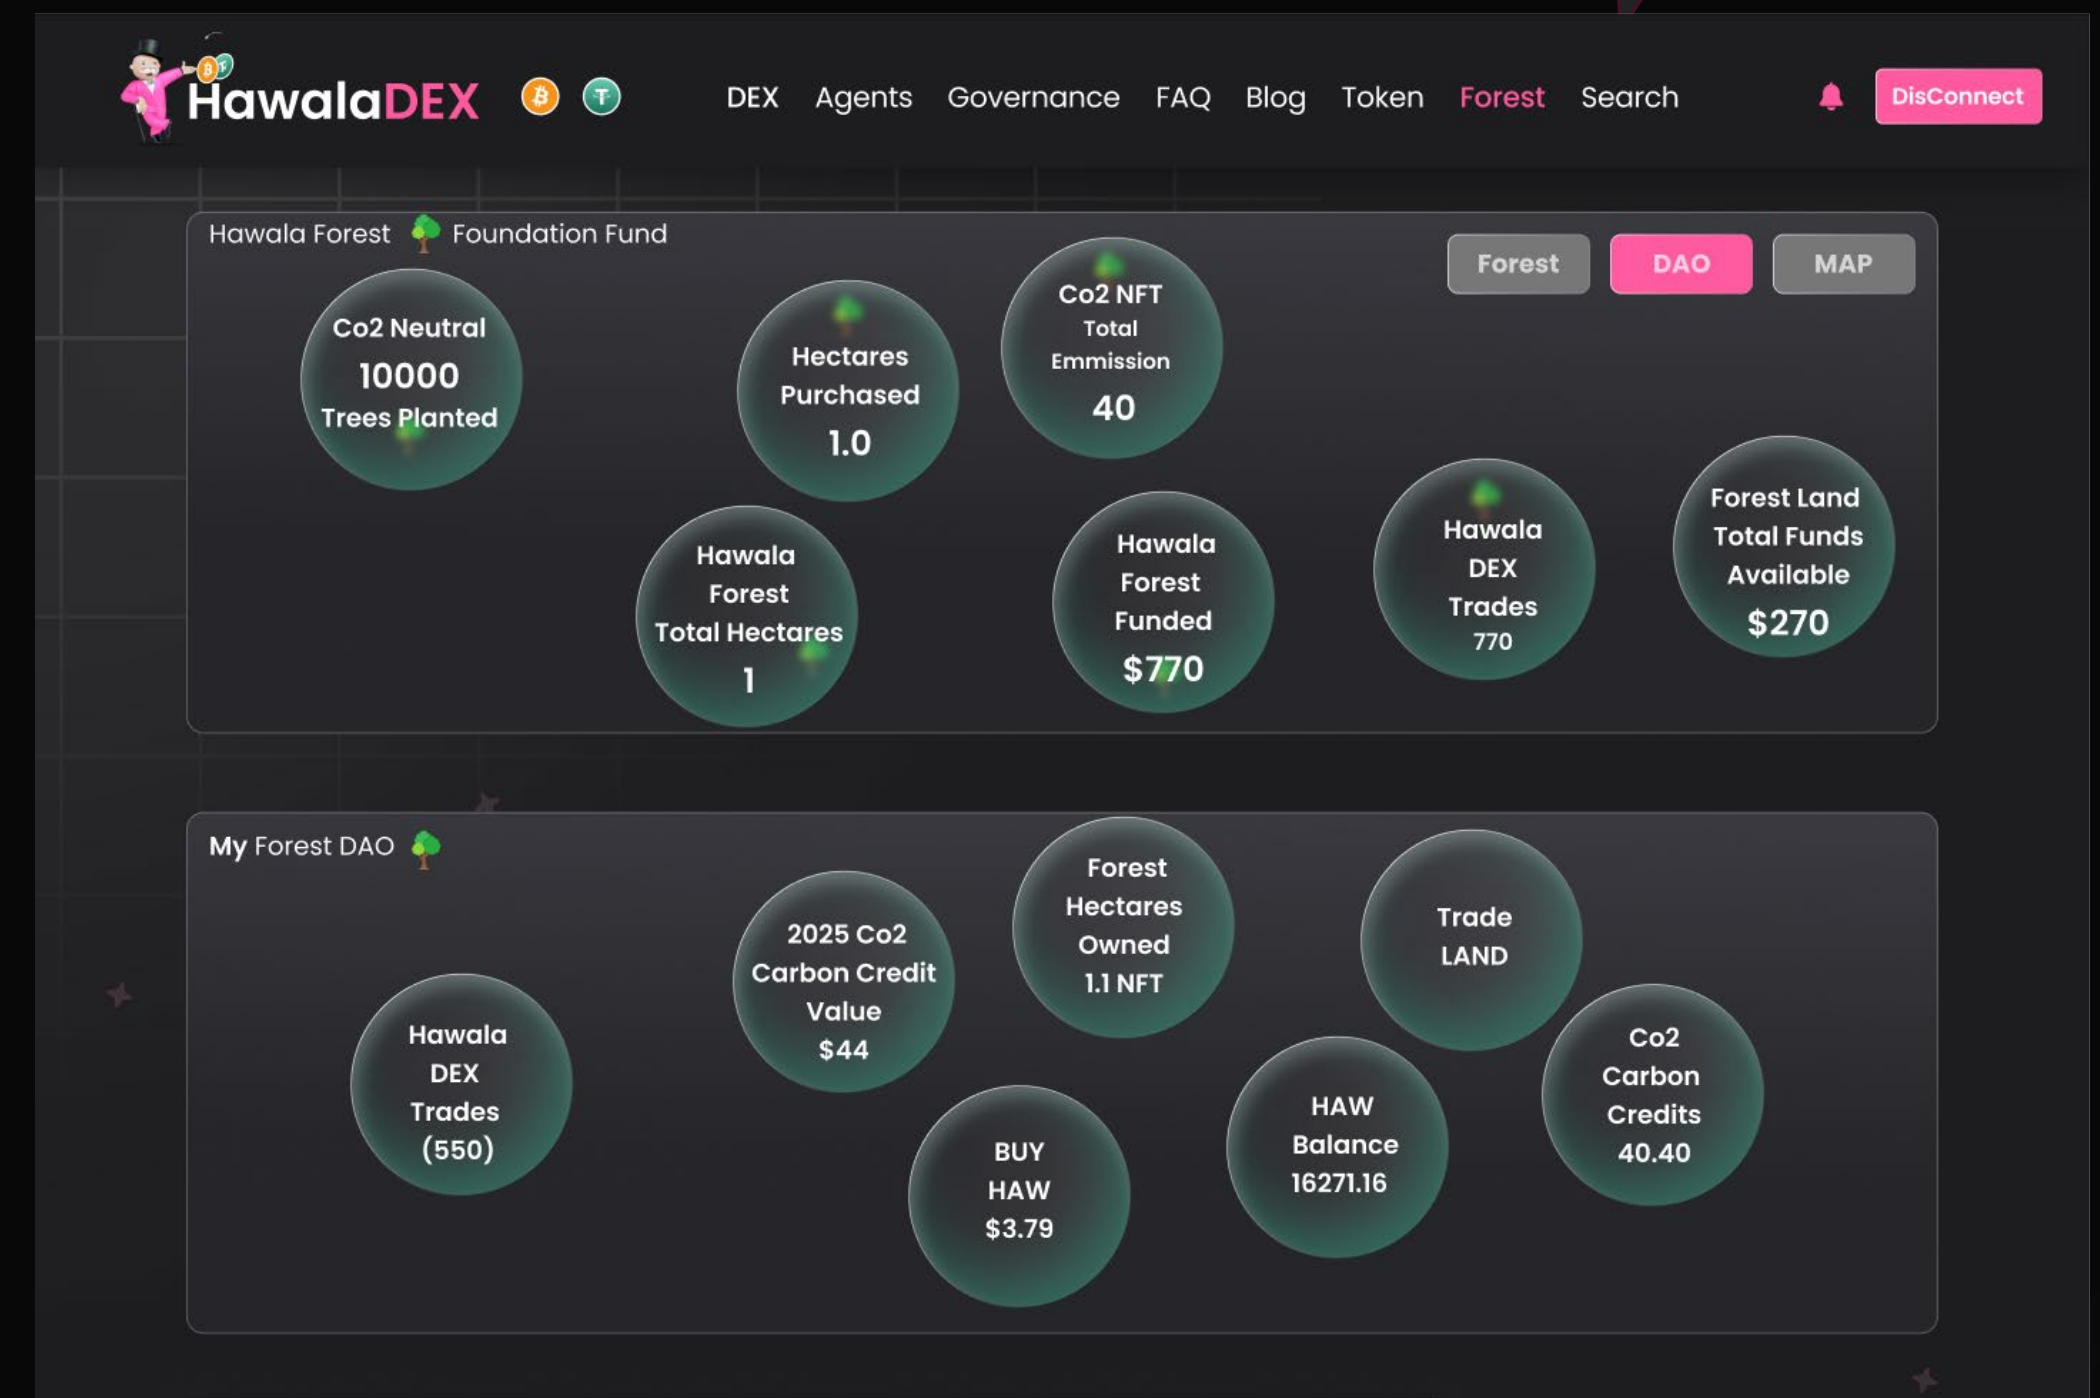 HawalaDEX
DEX Agents Governance FAQ Blog Token Forest Search
DisConnect
Hawala Forest Foundation Fund
Forest
DAO
MAP
Co2 Neutral
10000
Trees Planted
Hectares
Purchased
1.0
Co2 NFT
Total
Emmission
40
Hawala
Forest
Total Hectares
1
Hawala
Forest
Funded
$770
Hawala
DEX
Trades
770
Forest Land
Total Funds
Available
$270
My Forest DAO
Hawala
DEX
Trades
(550)
2025 Co2
Carbon Credit
Value
$44
Forest
Hectares
Owned
1.1 NFT
Trade
LAND
BUY
HAW
$3.79
HAW
Balance
16271.16
Co2
Carbon
Credits
40.40